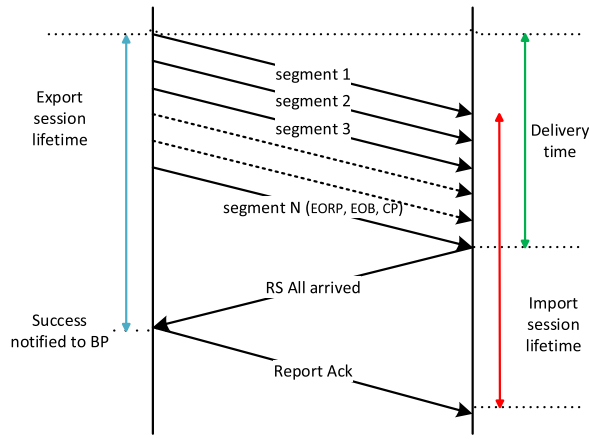 segment 1
Export
session
lifetime
segment 2
segment 3
Delivery
time
segment N (EORP, EOB, CP)
RS All arrived
Success
notified to BP
Import
session
lifetime
Report Ack